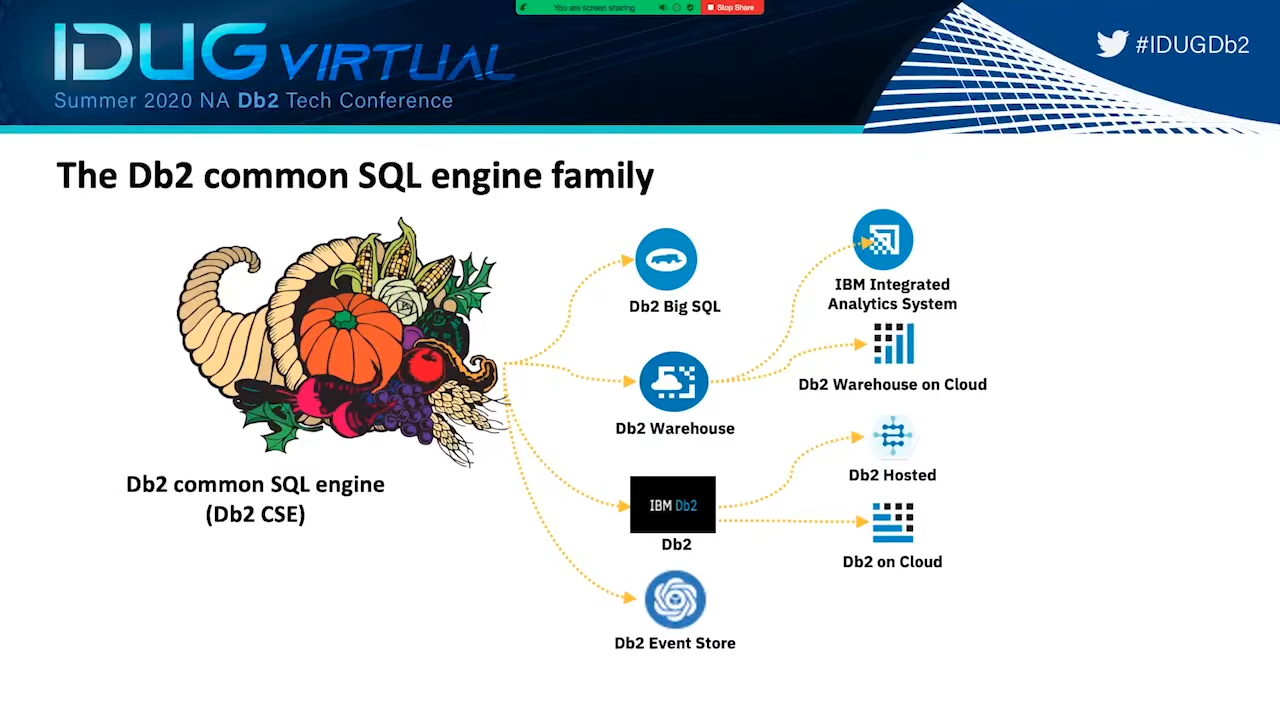 You are screen sharing
Stop Share
IDUG VIRTUAL
Summer 2020 NA Db2 Tech Conference
#IDUGDb2
The Db2 common SQL engine family
Db2 common SQL engine
(Db2 CSE)
Db2 Big SQL
Db2 Warehouse
IBM Db2
Db2
Db2 Event Store
IBM Integrated
Analytics System
Db2 Warehouse on Cloud
Db2 Hosted
Db2 on Cloud